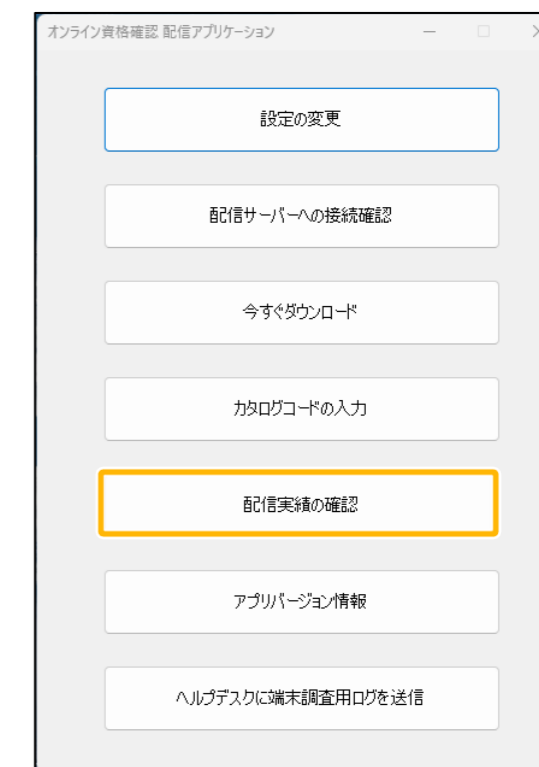 オンライン資格確認 配信アプリケーション
設定の変更
配信サーバーへの接続確認
今すぐダウンロード
カタログコードの入力
配信実績の確認
アプリバージョン情報
ヘルプデスクに端末調査用ログを送信